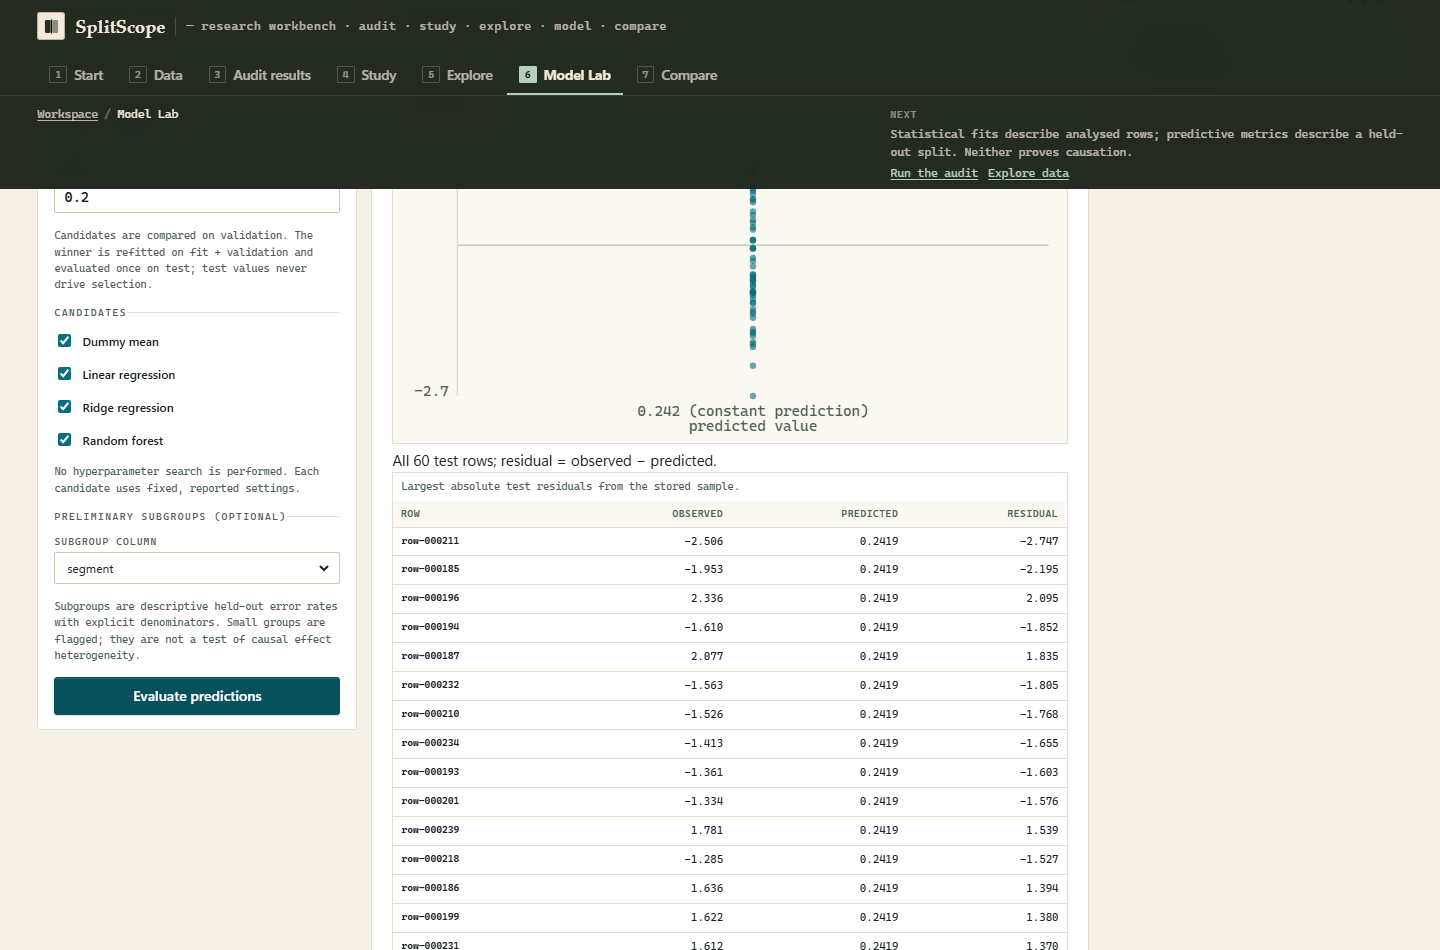 SplitScope
— research workbench · audit · study · explore · model · compare
1 Start
2 Data
3 Audit results
4 Study
5 Explore
6 Model Lab
7 Compare
Workspace / Model Lab
NEXT
Statistical fits describe analysed rows; predictive metrics describe a held-
out split. Neither proves causation.
Run the audit Explore data
0.2
Candidates are compared on validation. The
winner is refitted on fit + validation and
evaluated once on test; test values never
drive selection.
CANDIDATES
Dummy mean
Linear regression
Ridge regression
Random forest
No hyperparameter search is performed. Each
candidate uses fixed, reported settings.
PRELIMINARY SUBGROUPS (OPTIONAL)
SUBGROUP COLUMN
segment
Subgroups are descriptive held-out error rates
with explicit denominators. Small groups are
flagged; they are not a test of causal effect
heterogeneity.
Evaluate predictions
−2.7
0.242 (constant prediction)
predicted value
All 60 test rows; residual = observed − predicted.
Largest absolute test residuals from the stored sample.
ROW OBSERVED PREDICTED RESIDUAL
row-000211 −2.506 0.2419 −2.747
row-000185 −1.953 0.2419 −2.195
row-000196 2.336 0.2419 2.095
row-000194 −1.610 0.2419 −1.852
row-000187 2.077 0.2419 1.835
row-000232 −1.563 0.2419 −1.805
row-000210 −1.526 0.2419 −1.768
row-000234 −1.413 0.2419 −1.655
row-000193 −1.361 0.2419 −1.603
row-000201 −1.334 0.2419 −1.576
row-000239 1.781 0.2419 1.539
row-000218 −1.285 0.2419 −1.527
row-000186 1.636 0.2419 1.394
row-000199 1.622 0.2419 1.380
row-000231 1.612 0.2419 1.370